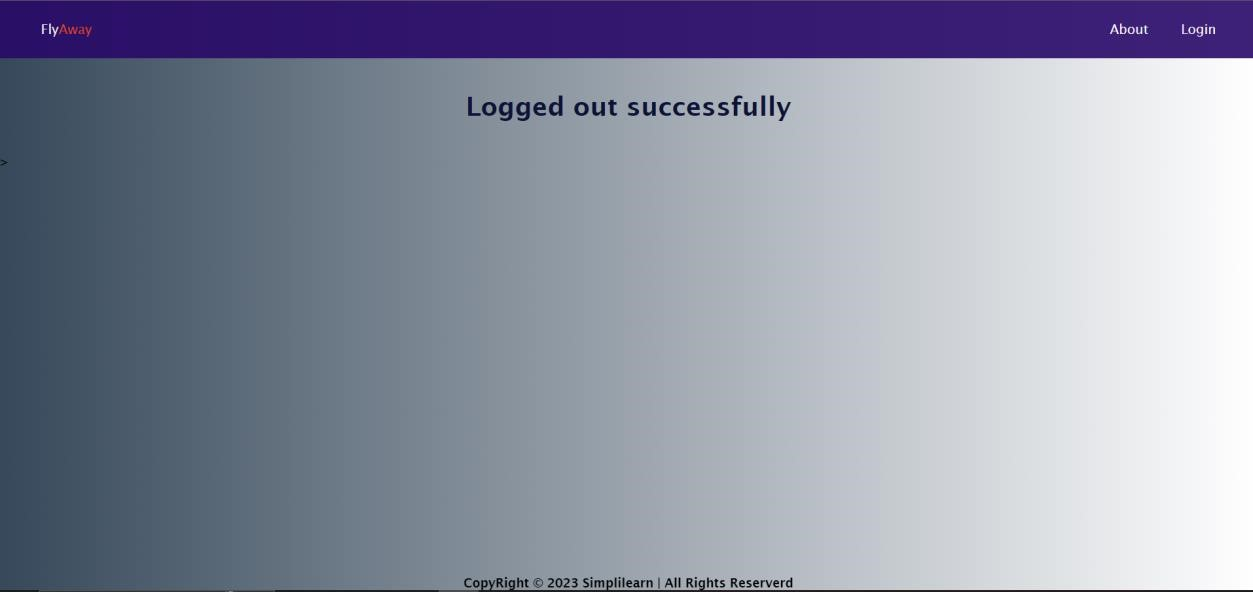 FlyAway About Login
Logged out successfully
>
CopyRight © 2023 Simplilearn | All Rights Reserverd